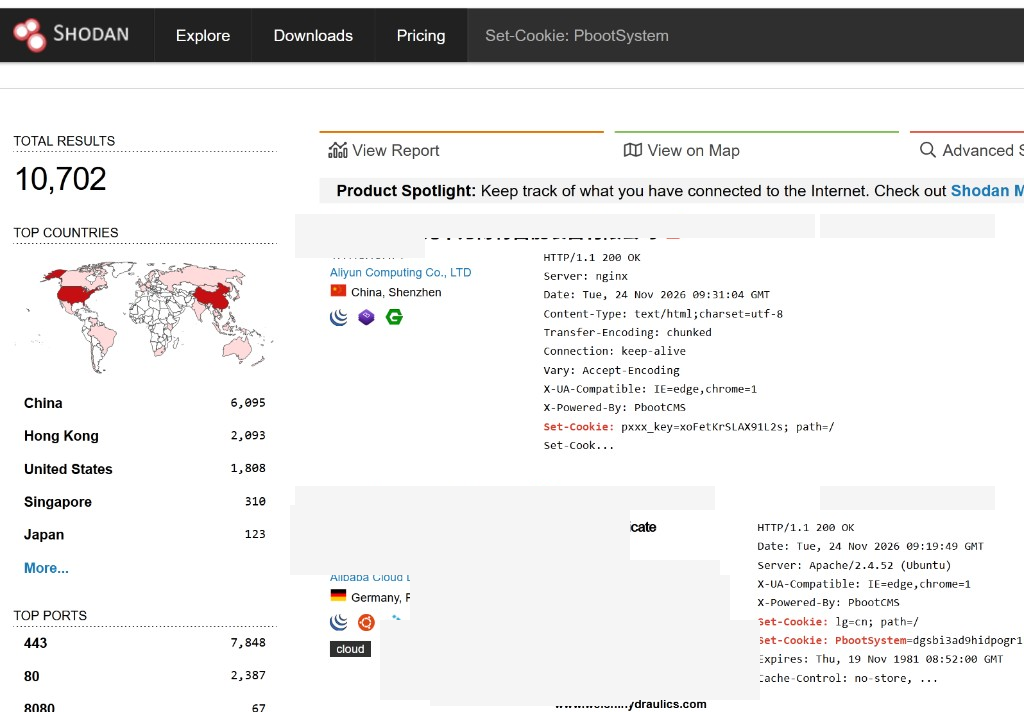 SHODAN
Explore
Downloads
Pricing
Set-Cookie: PbootSystem
TOTAL RESULTS
10,702
TOP COUNTRIES
China 6,095
Hong Kong 2,093
United States 1,808
Singapore 310
Japan 123
More...
TOP PORTS
443 7,848
80 2,387
8080 67
View Report
View on Map
Advanced S
Product Spotlight: Keep track of what you have connected to the Internet. Check out Shodan M
Aliyun Computing Co., LTD
China, Shenzhen
HTTP/1.1 200 OK
Server: nginx
Date: Tue, 24 Nov 2026 09:31:04 GMT
Content-Type: text/html;charset=utf-8
Transfer-Encoding: chunked
Connection: keep-alive
Vary: Accept-Encoding
X-UA-Compatible: IE=edge,chrome=1
X-Powered-By: PbootCMS
Set-Cookie: pxxx_key=xoFetKrSLAX91L2s; path=/
Set-Cook...
icate
Alibaba Cloud
Germany, F
cloud
HTTP/1.1 200 OK
Date: Tue, 24 Nov 2026 09:19:49 GMT
Server: Apache/2.4.52 (Ubuntu)
X-UA-Compatible: IE=edge,chrome=1
X-Powered-By: PbootCMS
Set-Cookie: lg=cn; path=/
Set-Cookie: PbootSystem=dgsbi3ad9hidpogr1
Expires: Thu, 19 Nov 1981 08:52:00 GMT
Cache-Control: no-store, ...